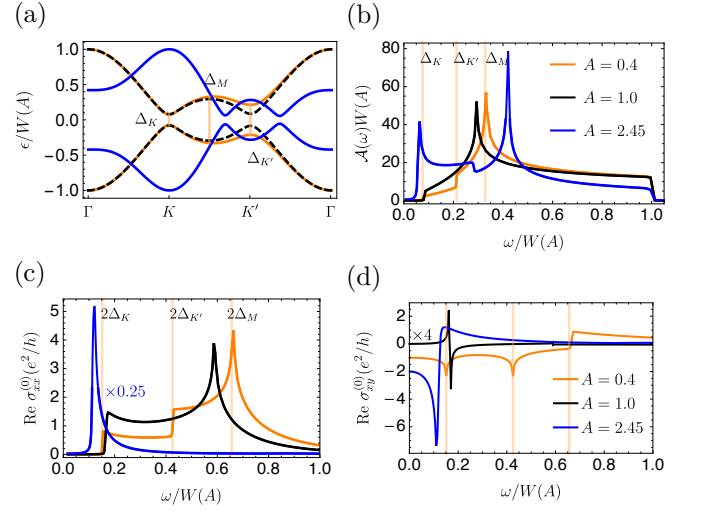 (a)
ϵ/W(A)
1.0
0.5
0.0
−0.5
−1.0
Δ_M
Δ_K
Δ_K′
Γ K K′ Γ
(b)
A(ω)W(A)
80
60
40
20
0
Δ_K Δ_K′ Δ_M
A = 0.4
A = 1.0
A = 2.45
0.0 0.2 0.4 0.6 0.8 1.0
ω/W(A)
(c)
Re σ_xx^(0)(e²/h)
5
4
3
2
1
0
2Δ_K 2Δ_K′ 2Δ_M
×0.25
0.0 0.2 0.4 0.6 0.8 1.0
ω/W(A)
(d)
Re σ_xy^(0)(e²/h)
2
0
−2
−4
−6
×4
A = 0.4
A = 1.0
A = 2.45
0.0 0.2 0.4 0.6 0.8 1.0
ω/W(A)